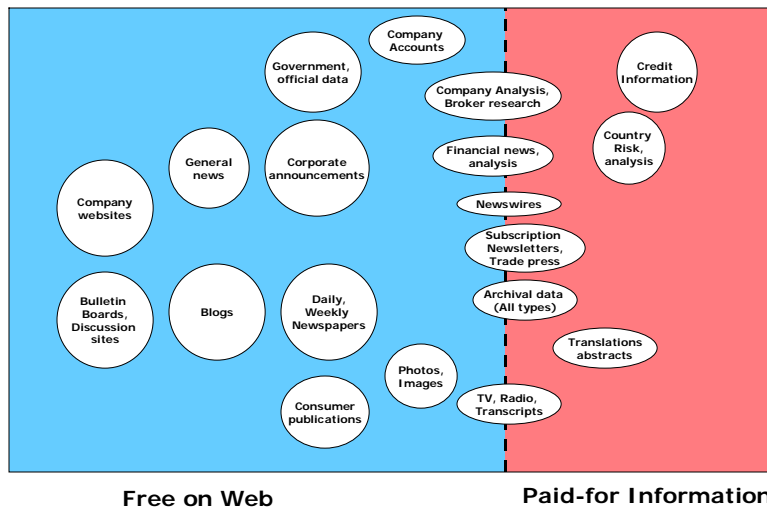 Company
Accounts
Government,
official data
Credit
Information
Company Analysis,
Broker research
General
news
Corporate
announcements
Financial news,
analysis
Country
Risk,
analysis
Company
websites
Newswires
Subscription
Newsletters,
Trade press
Bulletin
Boards,
Discussion
sites
Blogs
Daily,
Weekly
Newspapers
Archival data
(All types)
Translations
abstracts
Photos,
Images
Consumer
publications
TV, Radio,
Transcripts
Free on Web
Paid-for Information